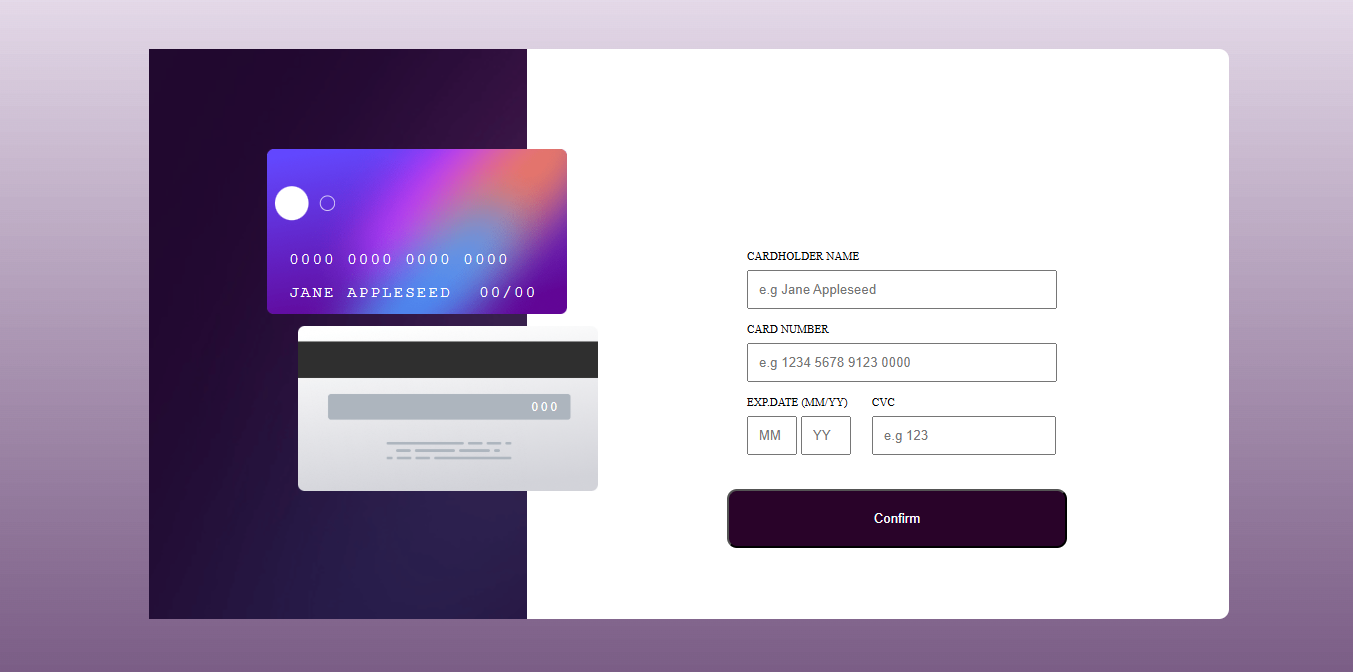 0000 0000 0000 0000
JANE APPLESEED 00/00
000
CARDHOLDER NAME
e.g Jane Appleseed
CARD NUMBER
e.g 1234 5678 9123 0000
EXP.DATE (MM/YY) CVC
MM YY e.g 123
Confirm